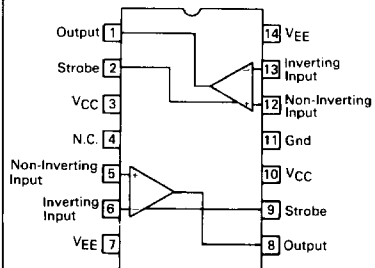 Output 1
Strobe 2
VCC 3
N.C. 4
Non-Inverting
Input
5 +
Inverting
Input
6 −
VEE 7
14 VEE
− 13 Inverting
Input
+ 12 Non-Inverting
Input
11 Gnd
10 VCC
9 Strobe
8 Output